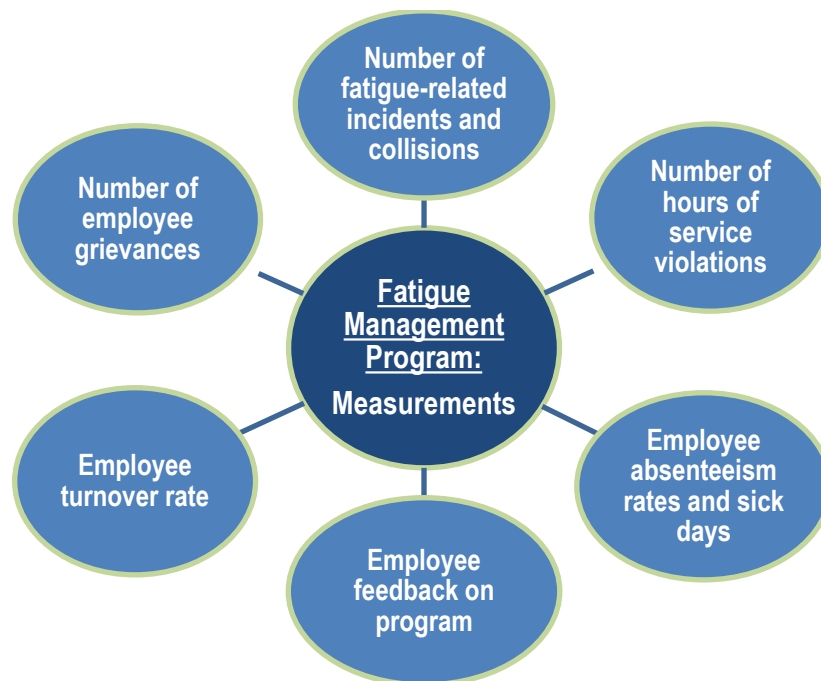 Number of
fatigue-related
incidents and
collisions
Number of
hours of
service
violations
Employee
absenteeism
rates and sick
days
Employee
feedback on
program
Employee
turnover rate
Number of
employee
grievances
Fatigue
Management
Program:
Measurements